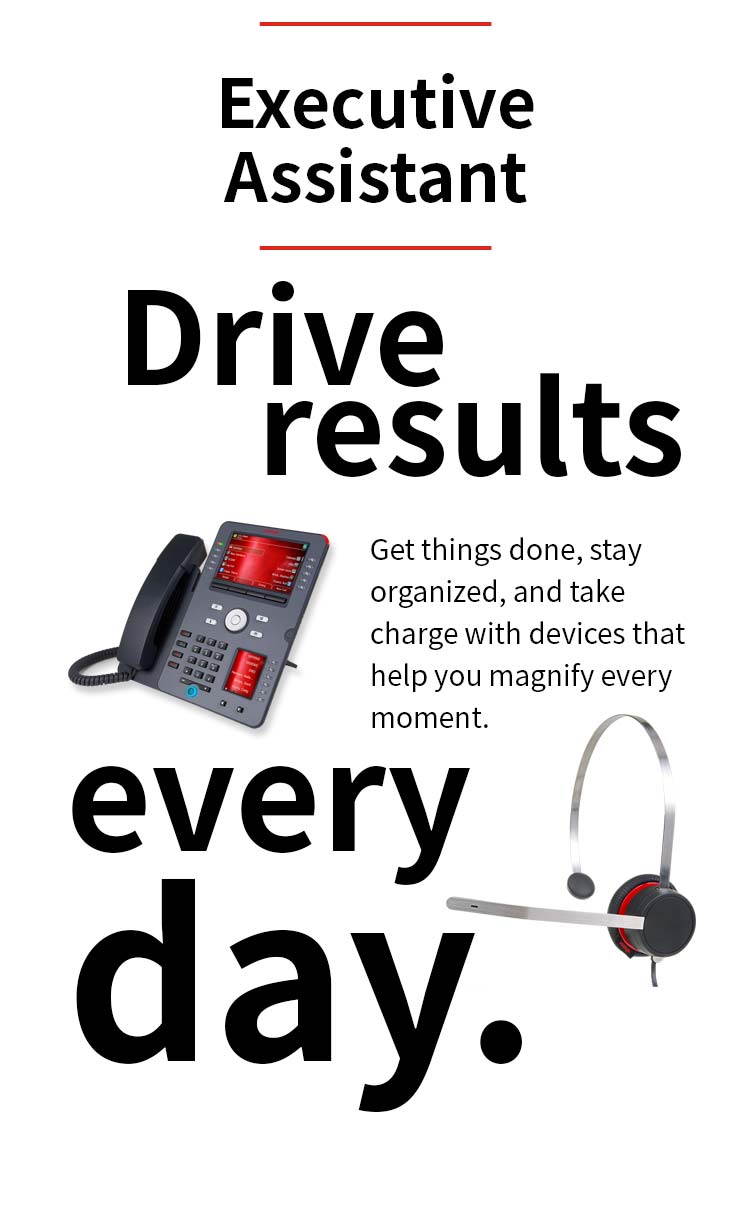 Executive
Assistant
Drive
results
Get things done, stay
organized, and take
charge with devices that
help you magnify every
moment.
every
day.